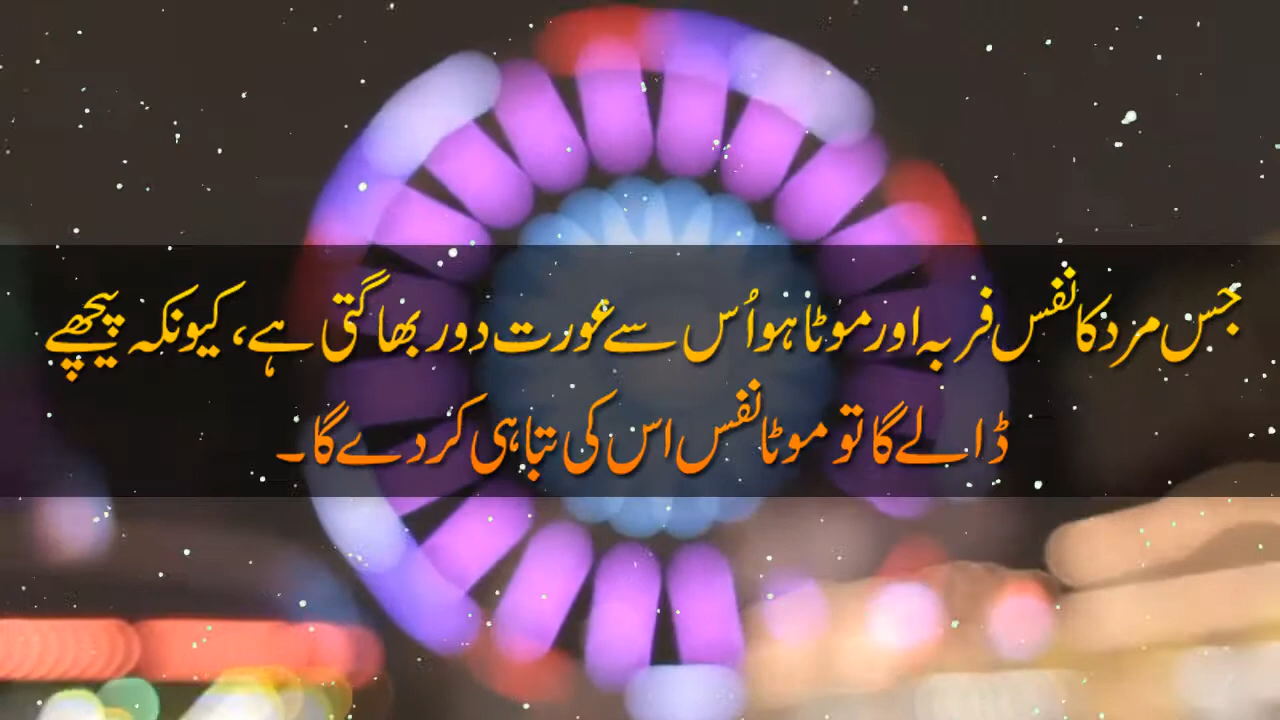 جس مرد کا نفس فربہ اور موٹا ہو اُس سے عورت دور بھاگتی ہے، کیونکہ پیچھے
ڈالے گا تو موٹا نفس اس کی تباہی کر دے گا۔